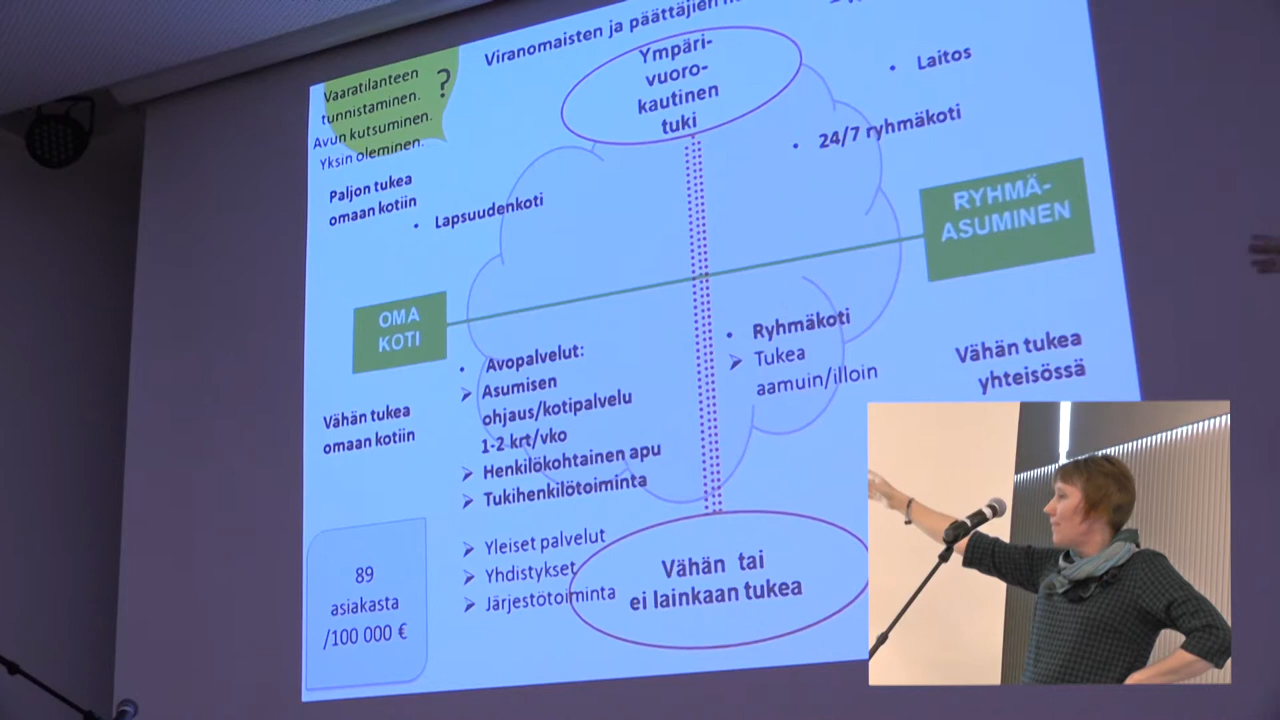 Viranomaisten ja päättäjien
Vaaratilanteen
tunnistaminen.
Avun kutsuminen.
Yksin oleminen.
?
Ympäri-
vuoro-
kautinen
tuki
• Laitos
• 24/7 ryhmäkoti
Paljon tukea
omaan kotiin
• Lapsuudenkoti
RYHMÄ-
ASUMINEN
OMA
KOTI
• Ryhmäkoti
➢ Tukea
aamuin/illoin
Vähän tukea
yhteisössä
• Avopalvelut:
➢ Asumisen
ohjaus/kotipalvelu
1-2 krt/vko
➢ Henkilökohtainen apu
➢ Tukihenkilötoiminta
Vähän tukea
omaan kotiin
➢ Yleiset palvelut
➢ Yhdistykset
➢ Järjestötoiminta
Vähän tai
ei lainkaan tukea
89
asiakasta
/100 000 €